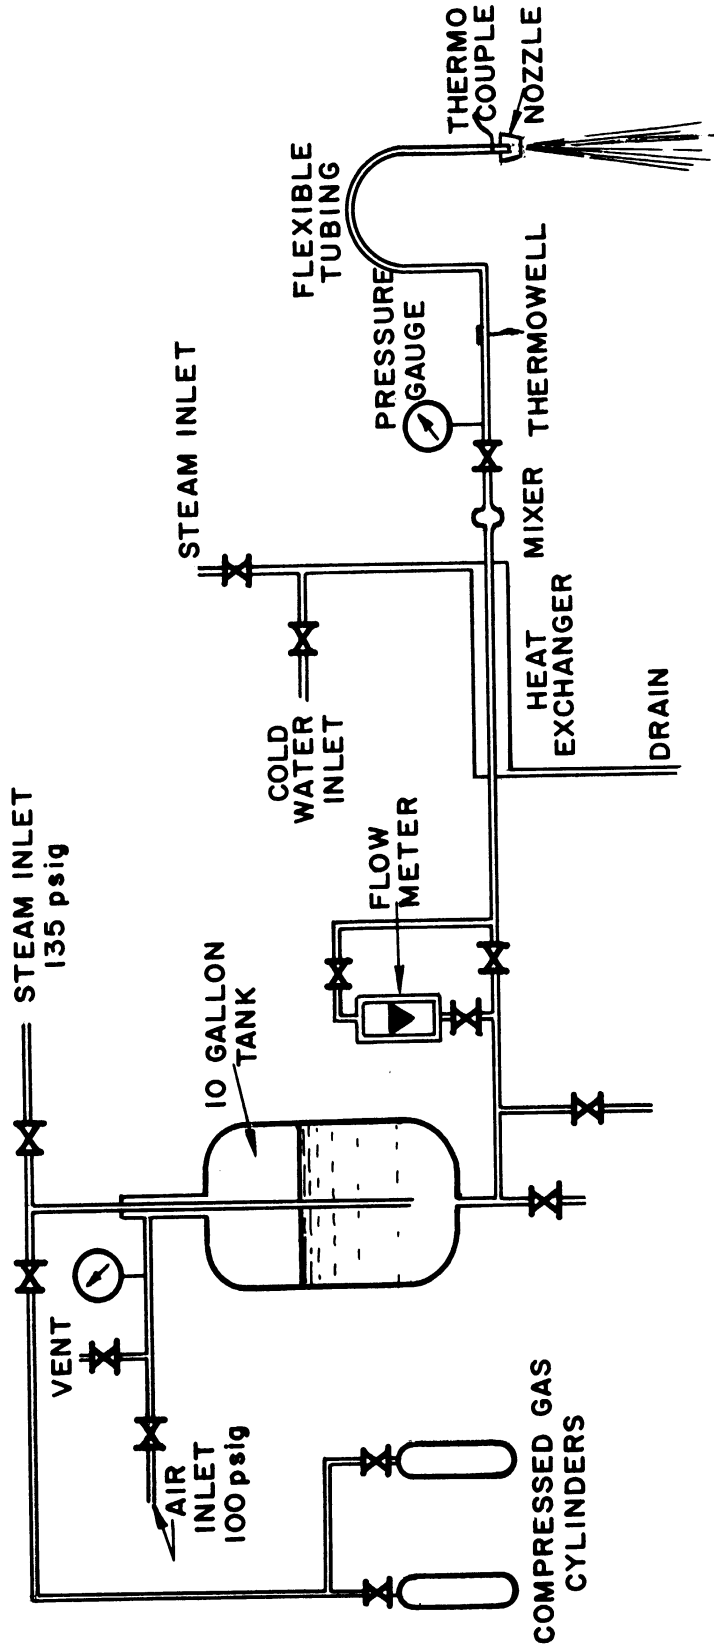 STEAM INLET
135 psig
VENT
AIR
INLET
100 psig
10 GALLON
TANK
COMPRESSED GAS
CYLINDERS
FLOW
METER
COLD
WATER
INLET
STEAM INLET
HEAT
EXCHANGER
DRAIN
MIXER
PRESSURE
GAUGE
THERMOWELL
FLEXIBLE
TUBING
THERMO
COUPLE
NOZZLE